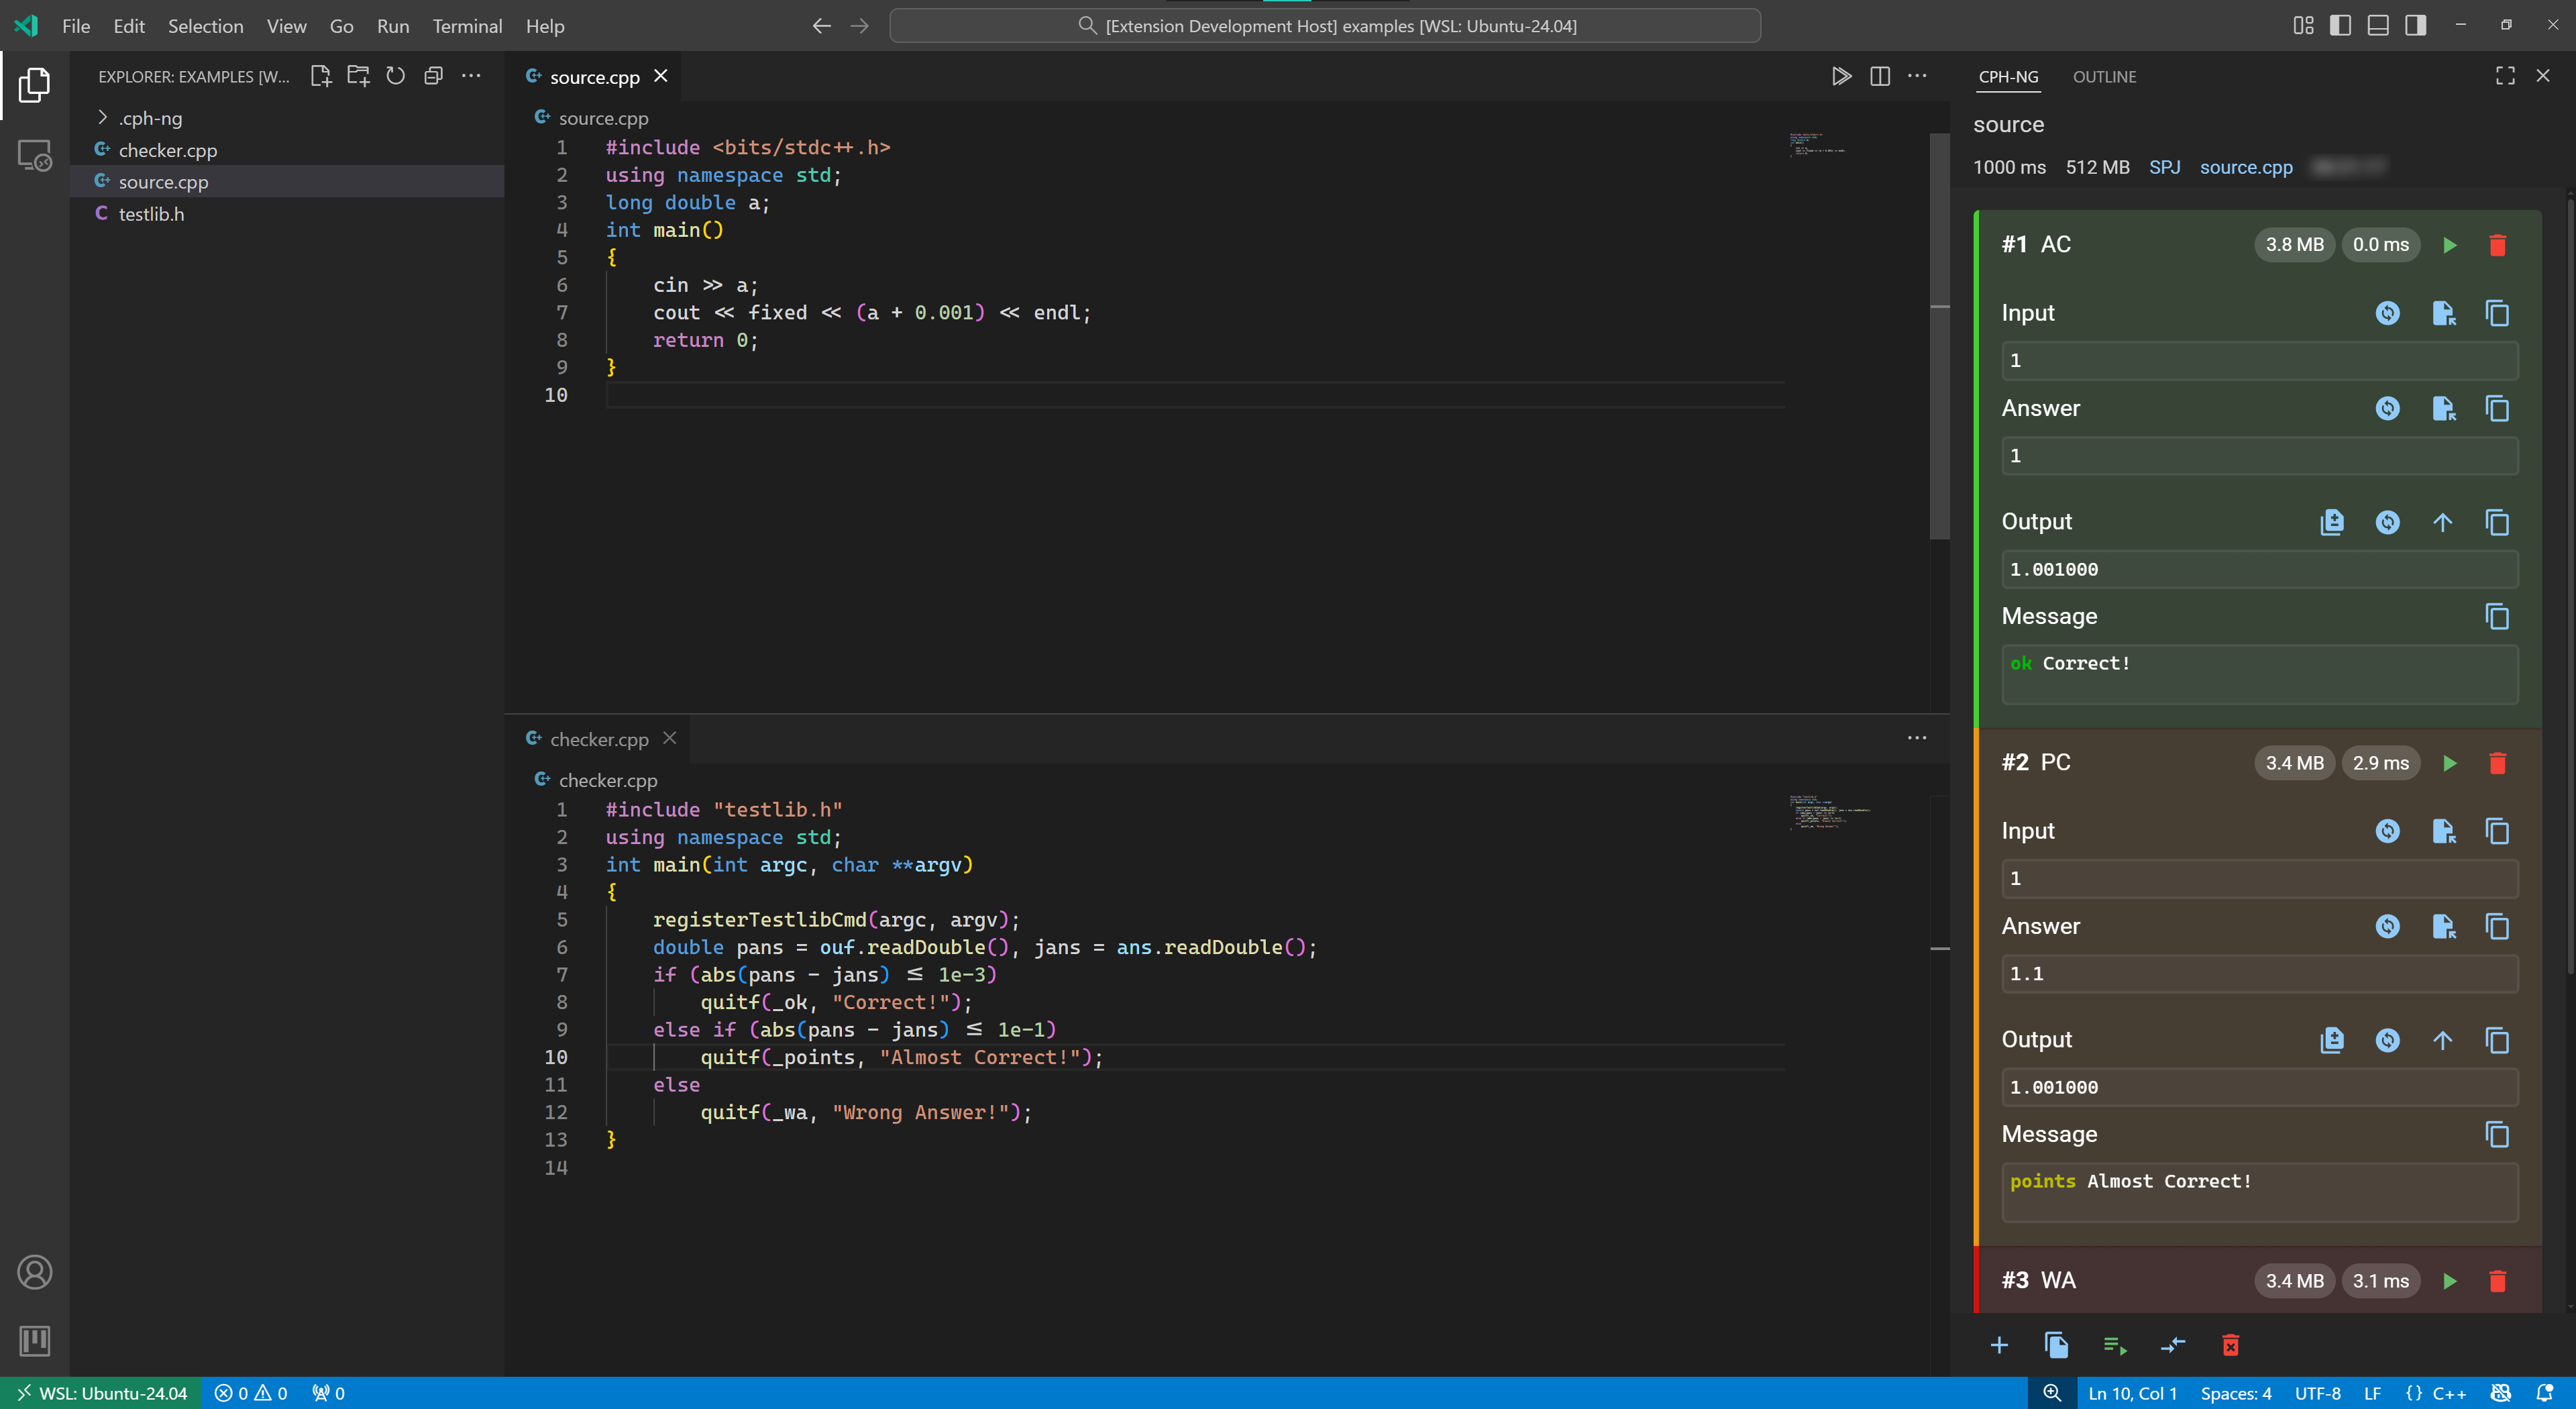 File Edit Selection View Go Run Terminal Help
[Extension Development Host] examples [WSL: Ubuntu-24.04]
EXPLORER: EXAMPLES [W...
.cph-ng
checker.cpp
source.cpp
testlib.h
source.cpp
source.cpp
1 #include <bits/stdc++.h>
2 using namespace std;
3 long double a;
4 int main()
5 {
6 cin >> a;
7 cout << fixed << (a + 0.001) << endl;
8 return 0;
9 }
10
checker.cpp
checker.cpp
1 #include "testlib.h"
2 using namespace std;
3 int main(int argc, char **argv)
4 {
5 registerTestlibCmd(argc, argv);
6 double pans = ouf.readDouble(), jans = ans.readDouble();
7 if (abs(pans - jans) ≤ 1e-3)
8 quitf(_ok, "Correct!");
9 else if (abs(pans - jans) ≤ 1e-1)
10 quitf(_points, "Almost Correct!");
11 else
12 quitf(_wa, "Wrong Answer!");
13 }
14
CPH-NG OUTLINE
source
1000 ms 512 MB SPJ source.cpp
#1 AC 3.8 MB 0.0 ms
Input
1
Answer
1
Output
1.001000
Message
ok Correct!
#2 PC 3.4 MB 2.9 ms
Input
1
Answer
1.1
Output
1.001000
Message
points Almost Correct!
#3 WA 3.4 MB 3.1 ms
WSL: Ubuntu-24.04 0 0 0
Ln 10, Col 1 Spaces: 4 UTF-8 LF {} C++